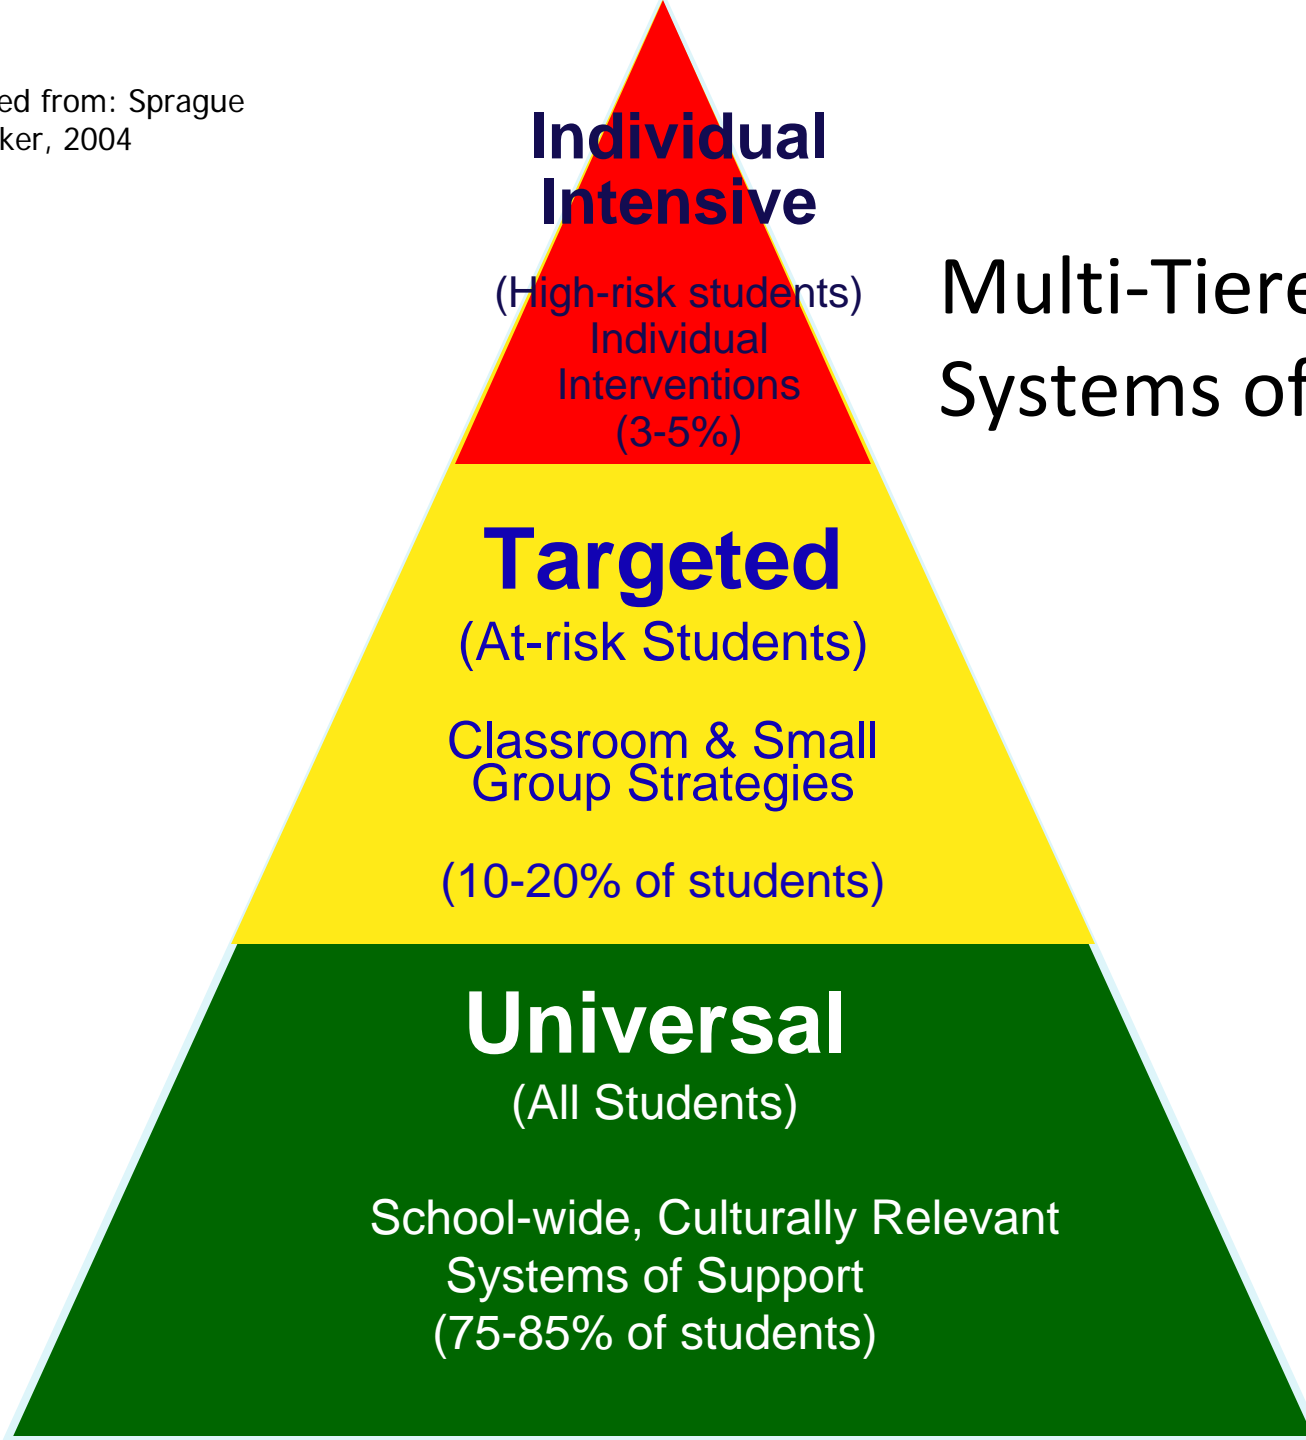 ed from: Sprague
ker, 2004
Individual
Intensive
(High-risk students)
Individual
Interventions
(3-5%)
Multi-Tiere
Systems of
Targeted
(At-risk Students)
Classroom & Small
Group Strategies
(10-20% of students)
Universal
(All Students)
School-wide, Culturally Relevant
Systems of Support
(75-85% of students)